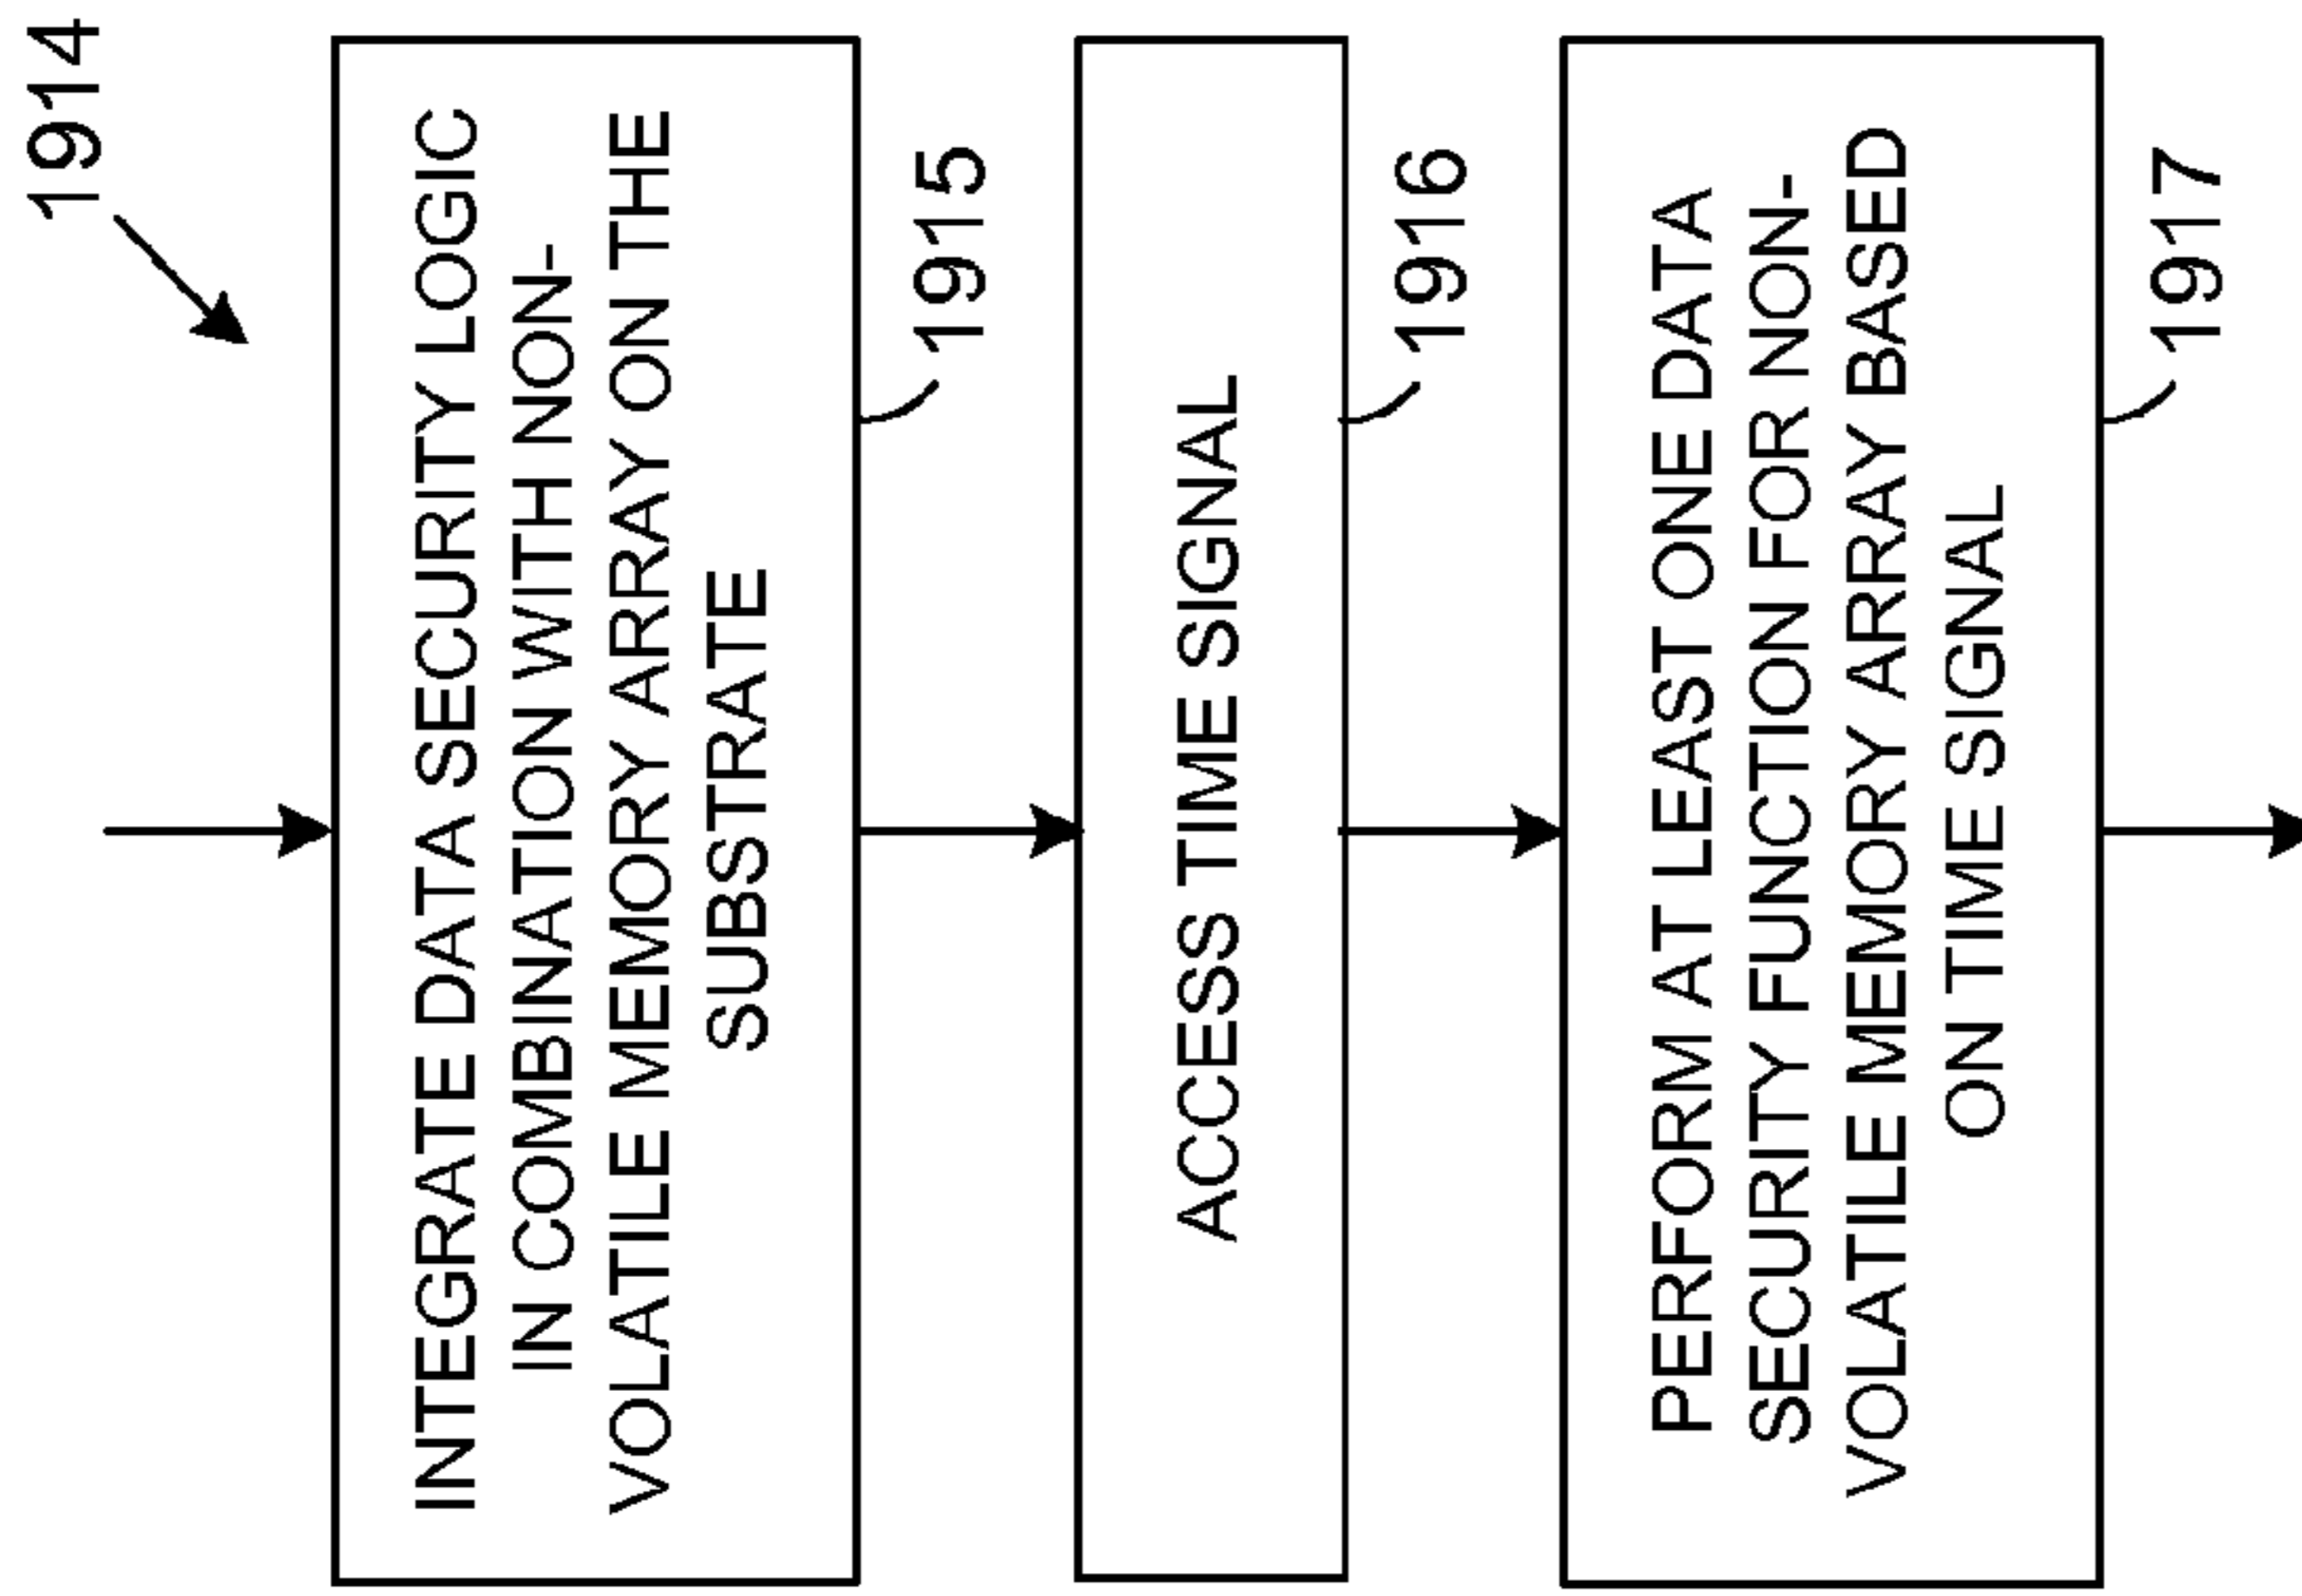 1914
INTEGRATE DATA SECURITY LOGIC
IN COMBINATION WITH NON-
VOLATILE MEMORY ARRAY ON THE
SUBSTRATE
1915
ACCESS TIME SIGNAL
1916
PERFORM AT LEAST ONE DATA
SECURITY FUNCTION FOR NON-
VOLATILE MEMORY ARRAY BASED
ON TIME SIGNAL
1917